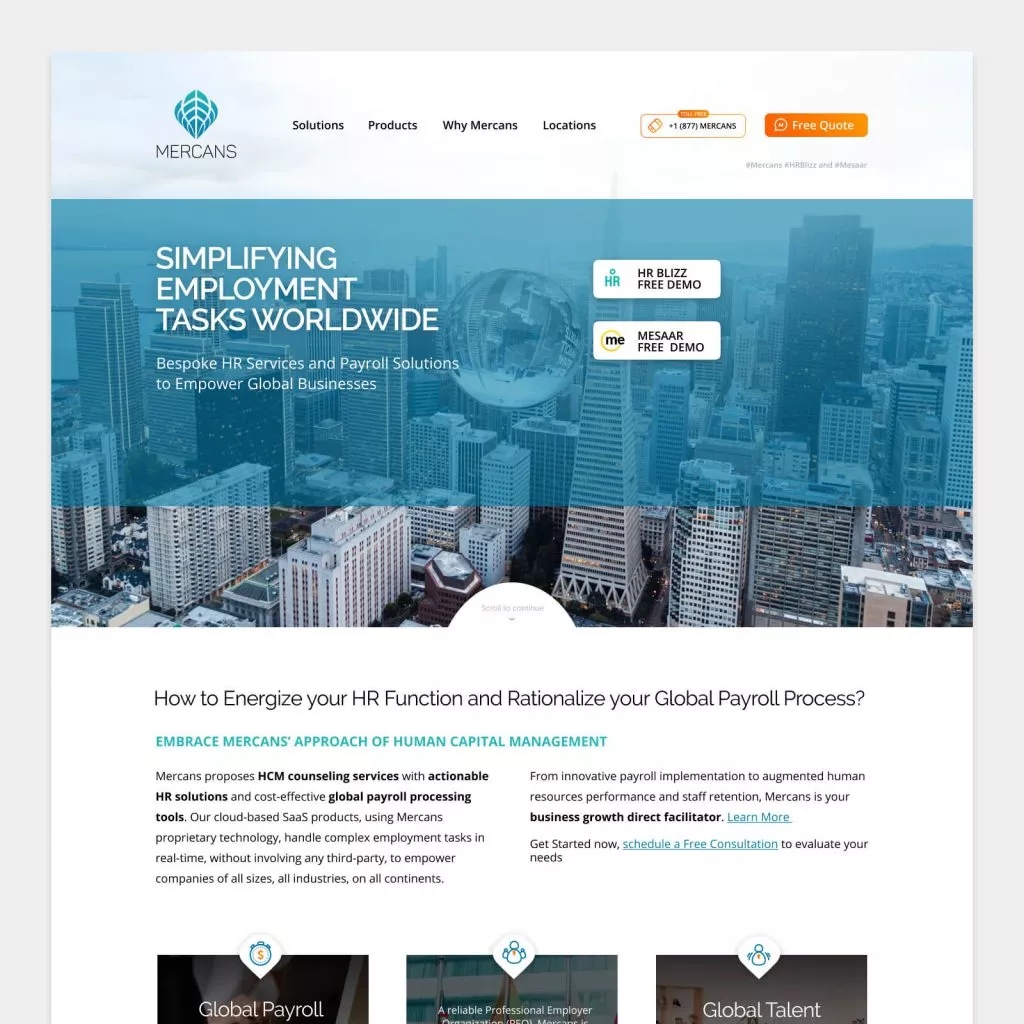 MERCANS
Solutions
Products
Why Mercans
Locations
TOLL FREE
+1 (877) MERCANS
Free Quote
#Mercans #HRBlizz and #Mesaar
SIMPLIFYING
EMPLOYMENT
TASKS WORLDWIDE
Bespoke HR Services and Payroll Solutions
to Empower Global Businesses
HR
HR BLIZZ
FREE DEMO
me
MESAAR
FREE DEMO
Scroll to continue
How to Energize your HR Function and Rationalize your Global Payroll Process?
EMBRACE MERCANS’ APPROACH OF HUMAN CAPITAL MANAGEMENT
Mercans proposes HCM counseling services with actionable
HR solutions and cost-effective global payroll processing
tools. Our cloud-based SaaS products, using Mercans
proprietary technology, handle complex employment tasks in
real-time, without involving any third-party, to empower
companies of all sizes, all industries, on all continents.
From innovative payroll implementation to augmented human
resources performance and staff retention, Mercans is your
business growth direct facilitator. Learn More
Get Started now, schedule a Free Consultation to evaluate your
needs
$
Global Payroll
A reliable Professional Employer
Organization (PEO), Mercans is
Global Talent